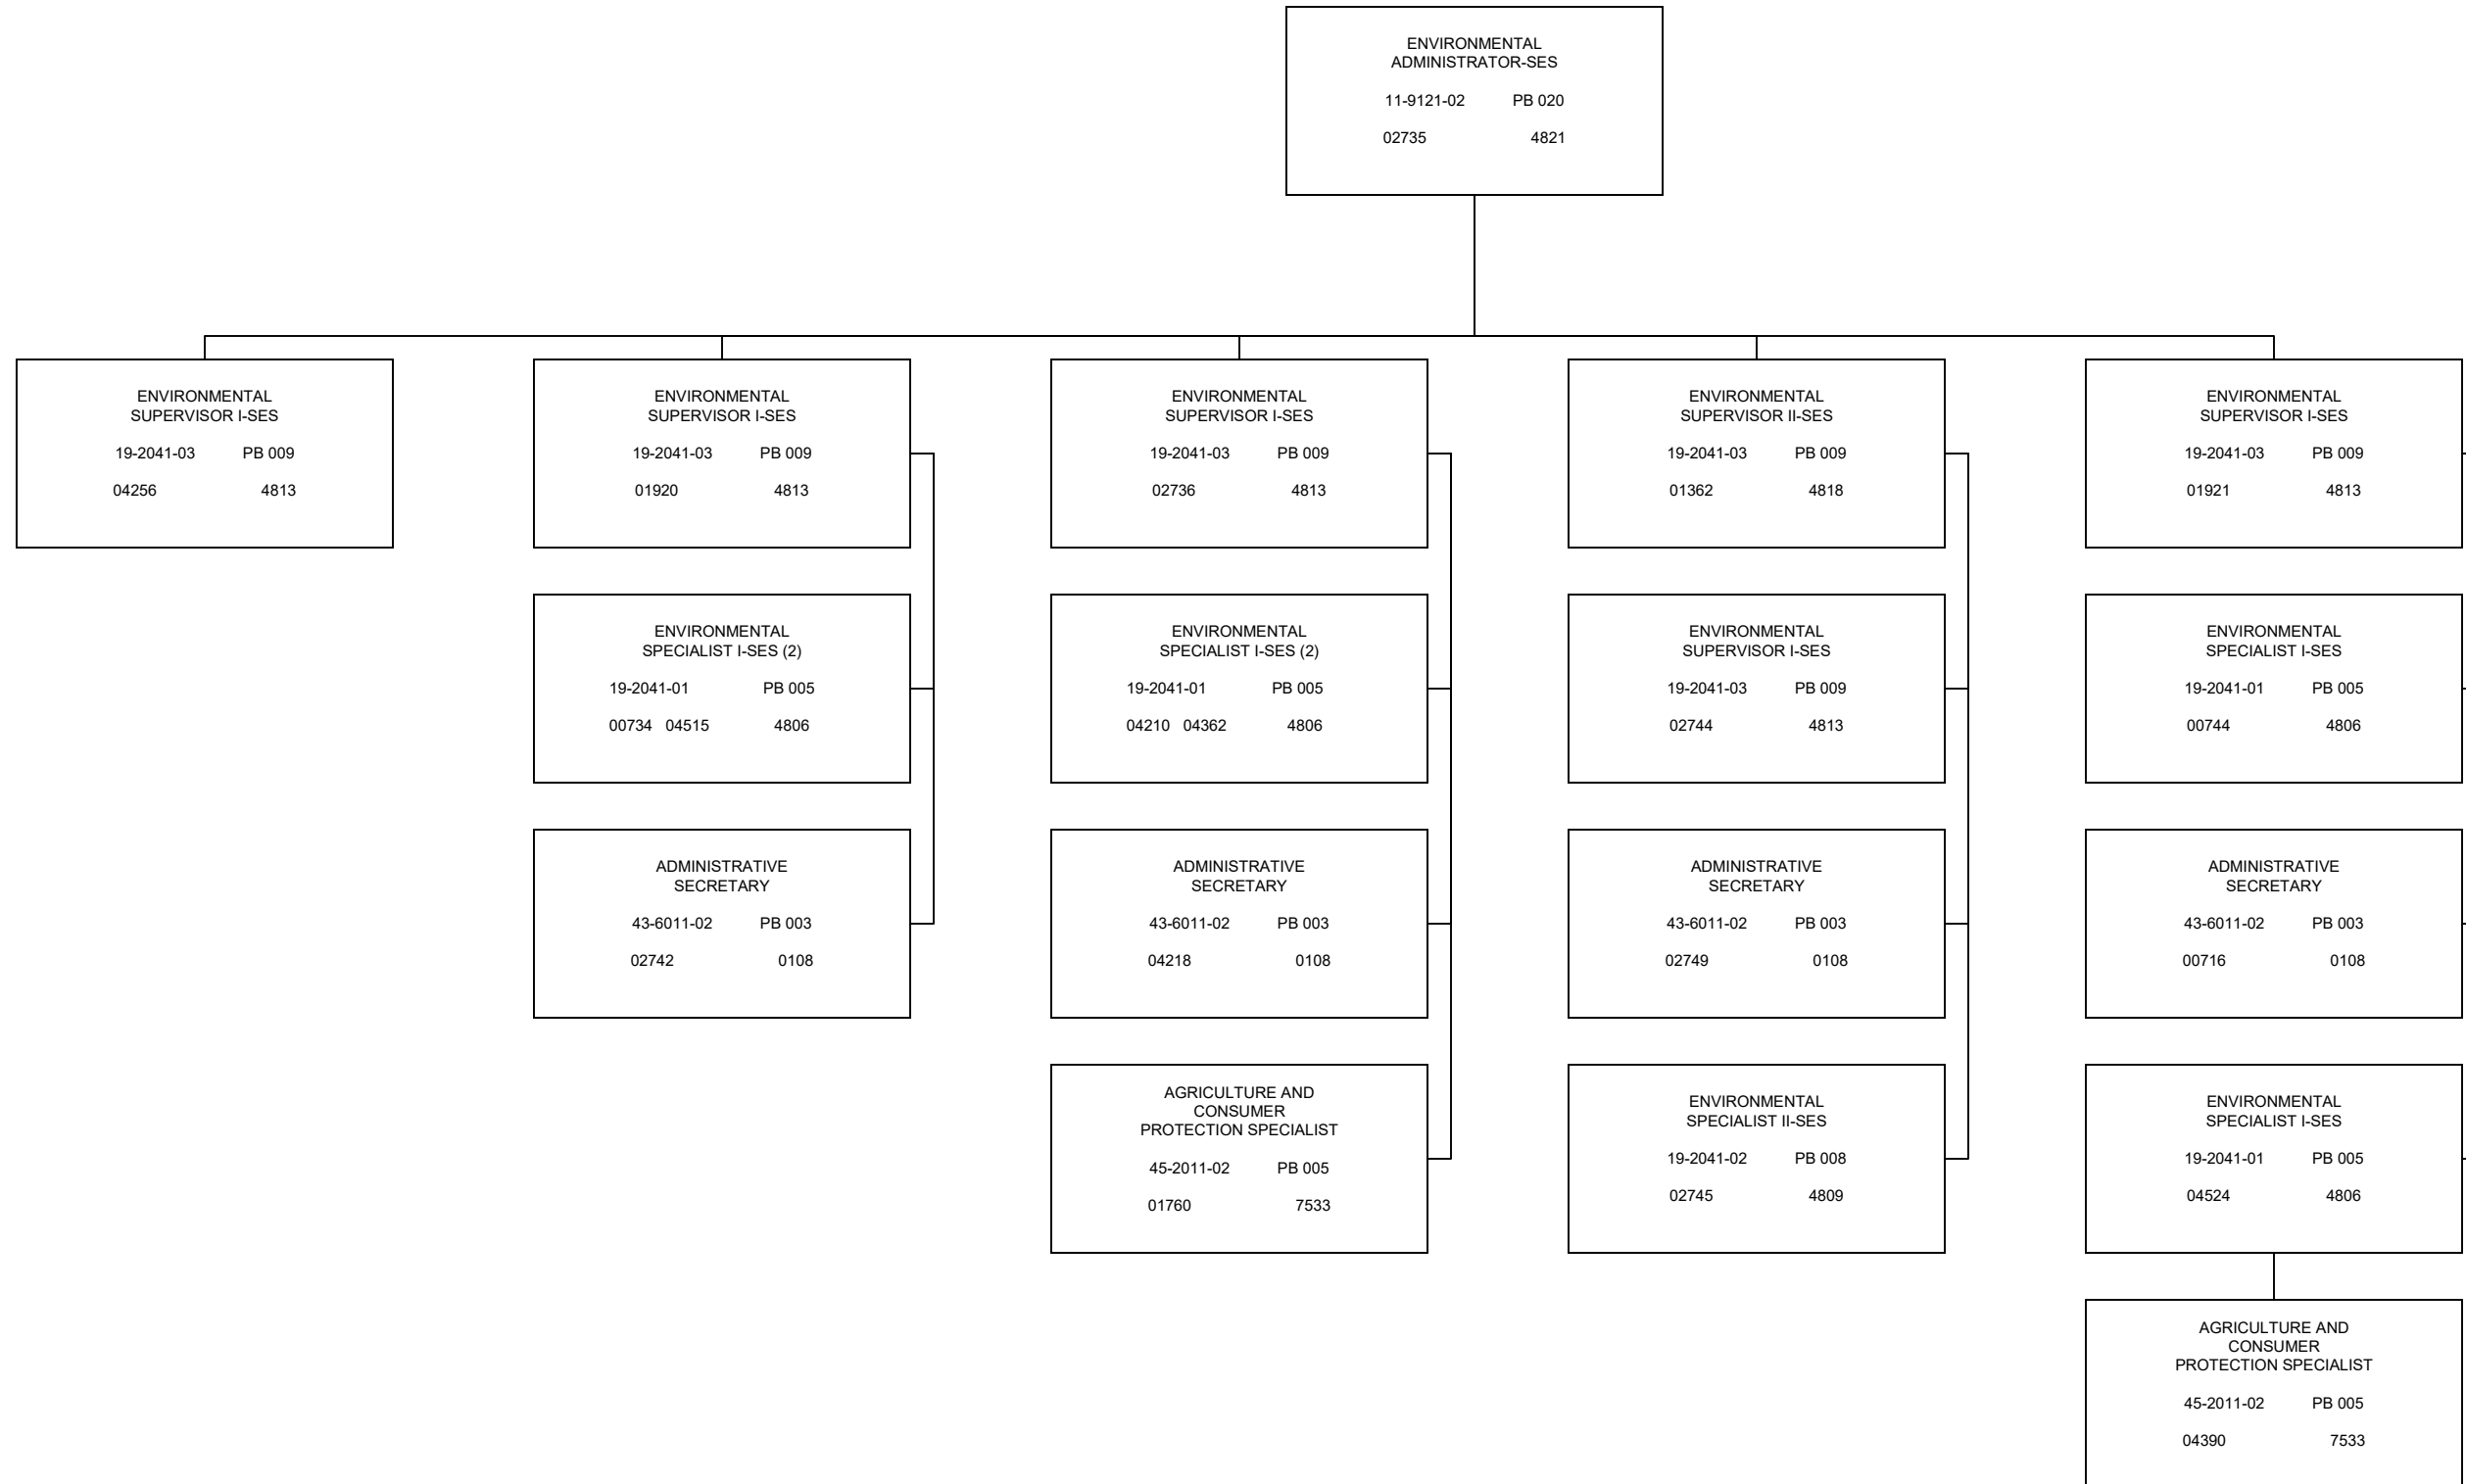 ENVIRONMENTAL
ADMINISTRATOR-SES
11-9121-02 PB 020
02735 4821
ENVIRONMENTAL
SUPERVISOR I-SES
19-2041-03 PB 009
04256 4813
ENVIRONMENTAL
SUPERVISOR I-SES
19-2041-03 PB 009
01920 4813
ENVIRONMENTAL
SPECIALIST I-SES (2)
19-2041-01 PB 005
00734 04515 4806
ADMINISTRATIVE
SECRETARY
43-6011-02 PB 003
02742 0108
ENVIRONMENTAL
SUPERVISOR I-SES
19-2041-03 PB 009
02736 4813
ENVIRONMENTAL
SPECIALIST I-SES (2)
19-2041-01 PB 005
04210 04362 4806
ADMINISTRATIVE
SECRETARY
43-6011-02 PB 003
04218 0108
AGRICULTURE AND
CONSUMER
PROTECTION SPECIALIST
45-2011-02 PB 005
01760 7533
ENVIRONMENTAL
SUPERVISOR II-SES
19-2041-03 PB 009
01362 4818
ENVIRONMENTAL
SUPERVISOR I-SES
19-2041-03 PB 009
02744 4813
ADMINISTRATIVE
SECRETARY
43-6011-02 PB 003
02749 0108
ENVIRONMENTAL
SPECIALIST II-SES
19-2041-02 PB 008
02745 4809
ENVIRONMENTAL
SUPERVISOR I-SES
19-2041-03 PB 009
01921 4813
ENVIRONMENTAL
SPECIALIST I-SES
19-2041-01 PB 005
00744 4806
ADMINISTRATIVE
SECRETARY
43-6011-02 PB 003
00716 0108
ENVIRONMENTAL
SPECIALIST I-SES
19-2041-01 PB 005
04524 4806
AGRICULTURE AND
CONSUMER
PROTECTION SPECIALIST
45-2011-02 PB 005
04390 7533